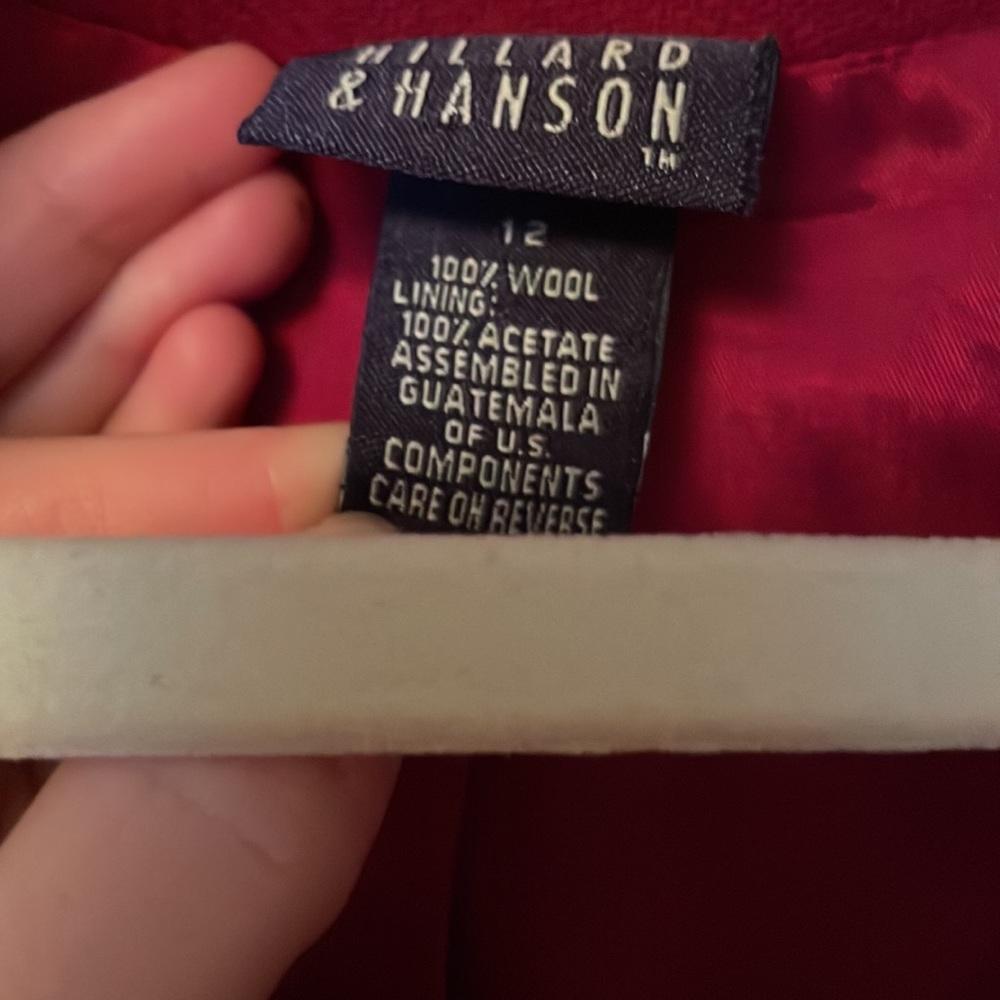 HILLARD
& HANSON
TM
12
100% WOOL
LINING:
100% ACETATE
ASSEMBLED IN
GUATEMALA
OF U.S.
COMPONENTS
CARE ON REVERSE